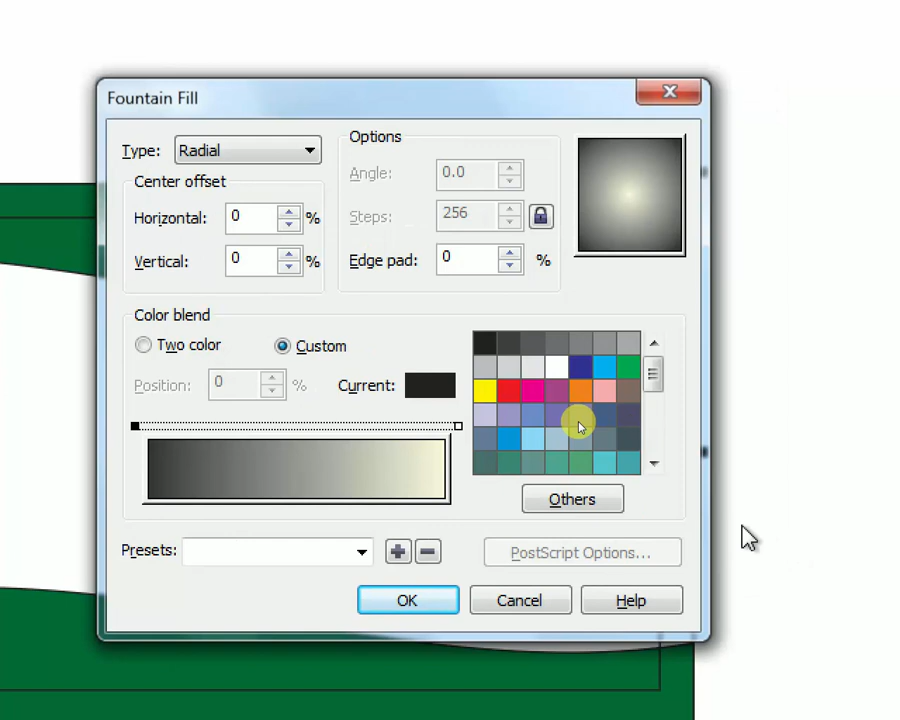 Fountain Fill
Type: Radial
Center offset
Horizontal: 0 %
Vertical: 0 %
Options
Angle: 0.0
Steps: 256
Edge pad: 0 %
Color blend
Two color Custom
Position: 0 % Current:
Others
Presets:
PostScript Options...
OK Cancel Help